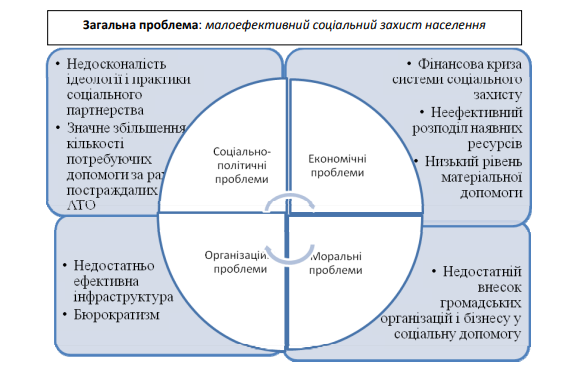 Загальна проблема: малоефективний соціальний захист населення
• Недосконалість
ідеології і практики
соціального
партнерства
• Значне збільшення
кількості
потребуючих
допомоги за
постраждалих
АТО
Соціально-
політичні
проблеми
Економічні
проблеми
• Фінансова криза
системи соціального
захисту
• Неефективний
розподіл наявних
ресурсів
• Низький рівень
матеріальної
допомоги
• Недостатньо
ефективна
інфраструктура
• Бюрократизм
проблеми
Моральні
проблеми
• Недостатній
внесок
громадських
організацій і бізнесу у
соціальну допомогу